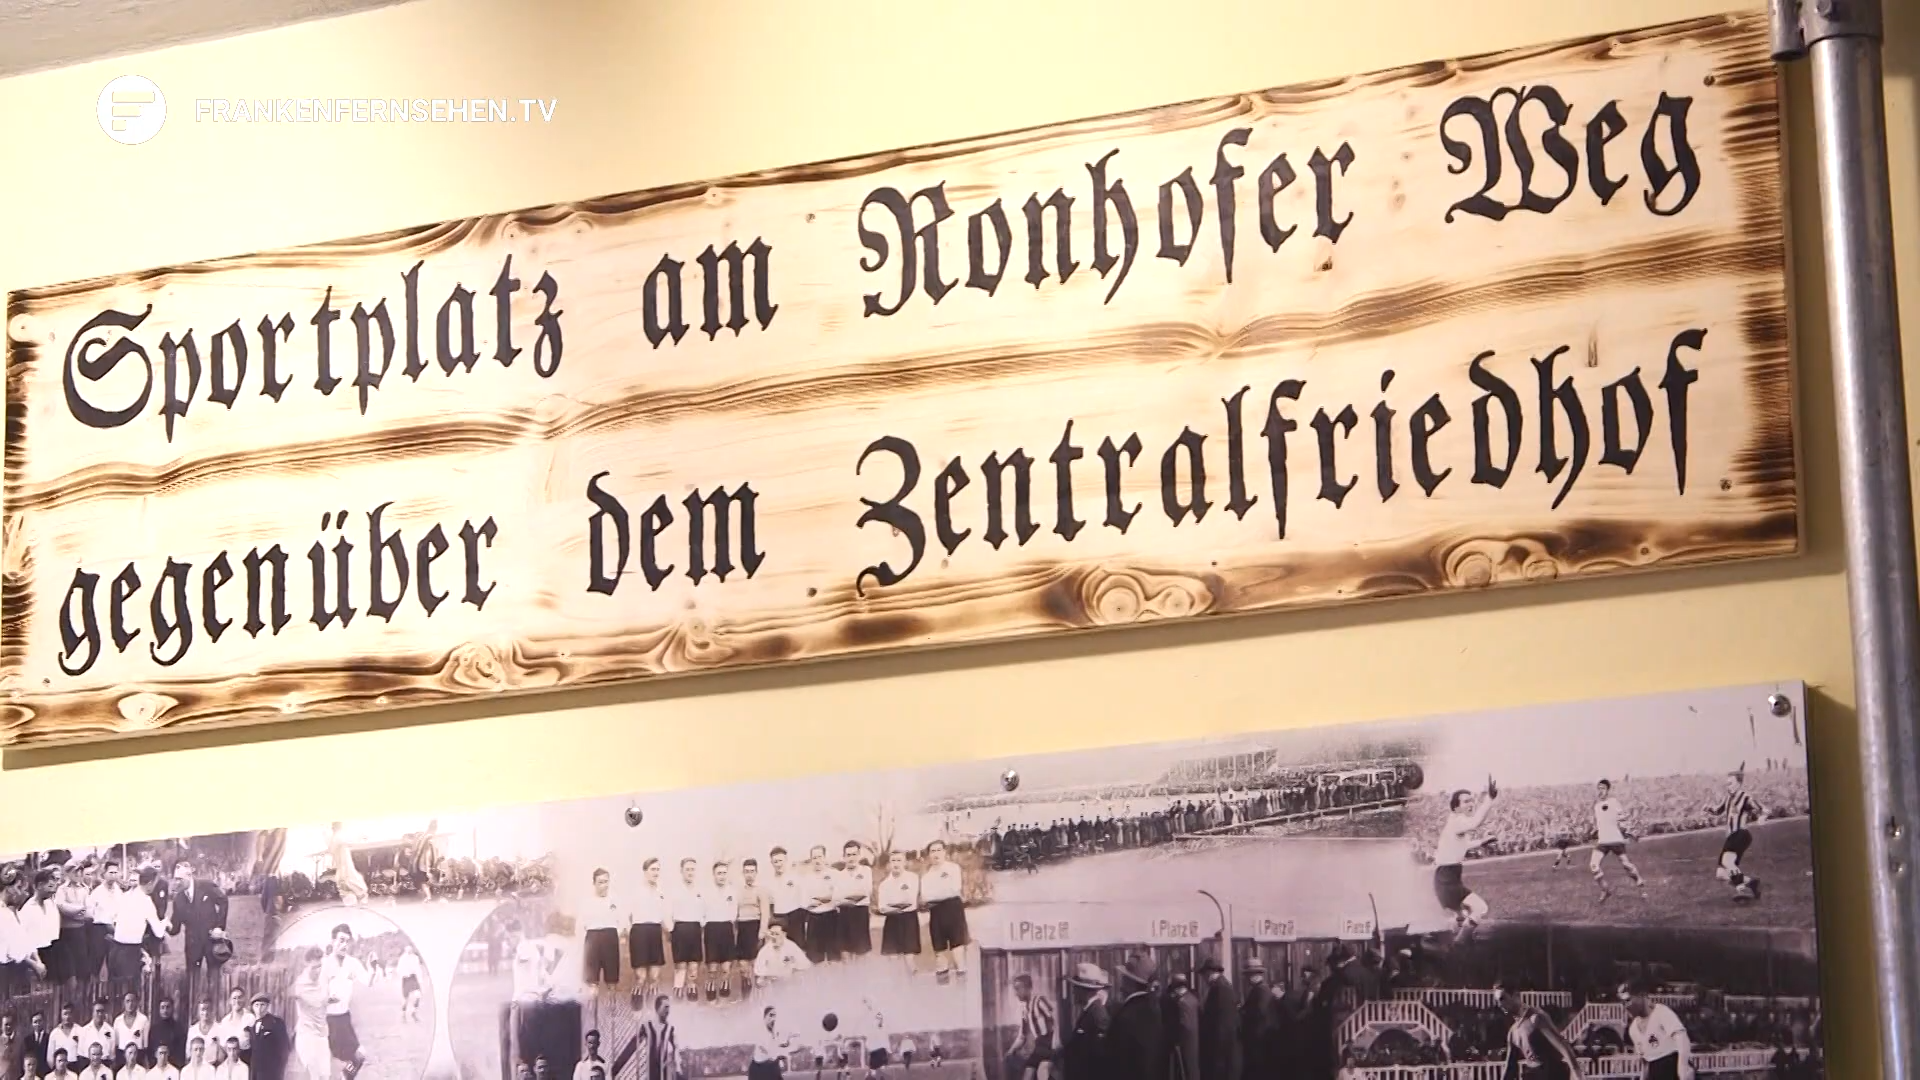 FRANKENFERNSEHEN.TV
Sportplatz am Ronhofer Weg
gegenüber dem Zentralfriedhof
I. Platz
I. Platz
I. Platz
I. Platz